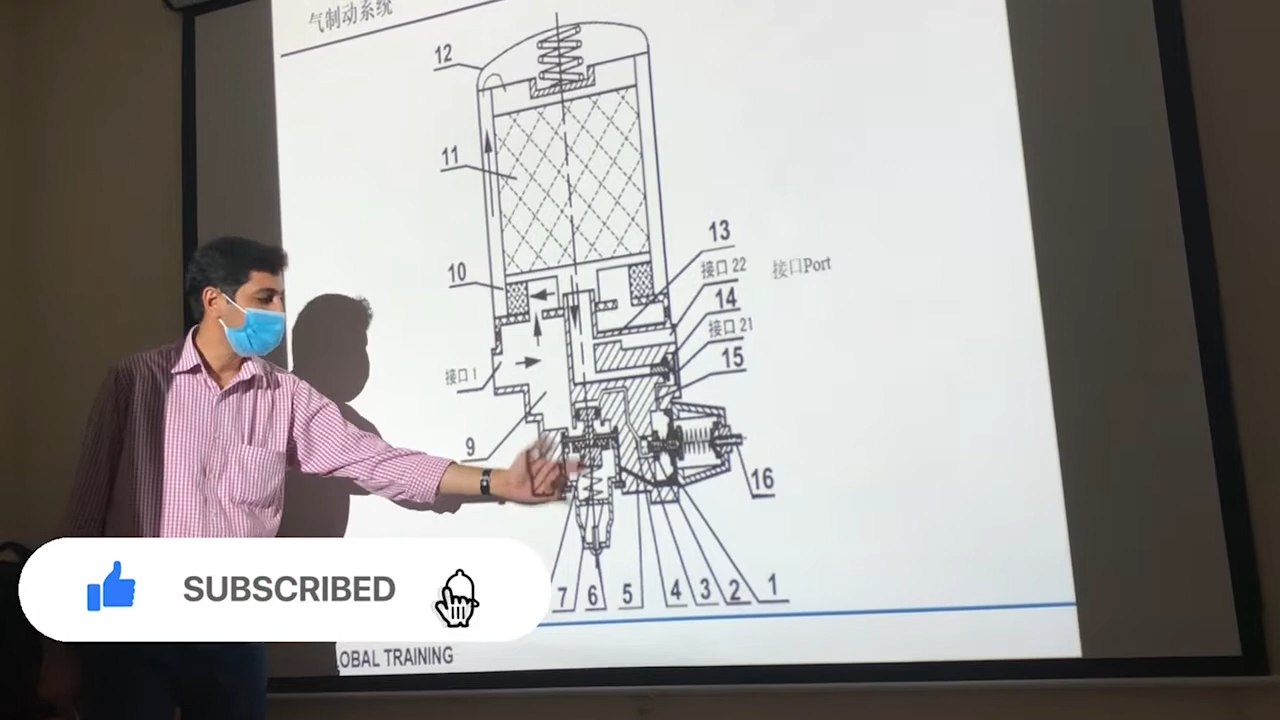 气制动系统
12
11
10
13
接口 22
接口Port
14
接口 21
15
接口 1
9
16
7 6 5 4 3 2 1
SUBSCRIBED
OBAL TRAINING